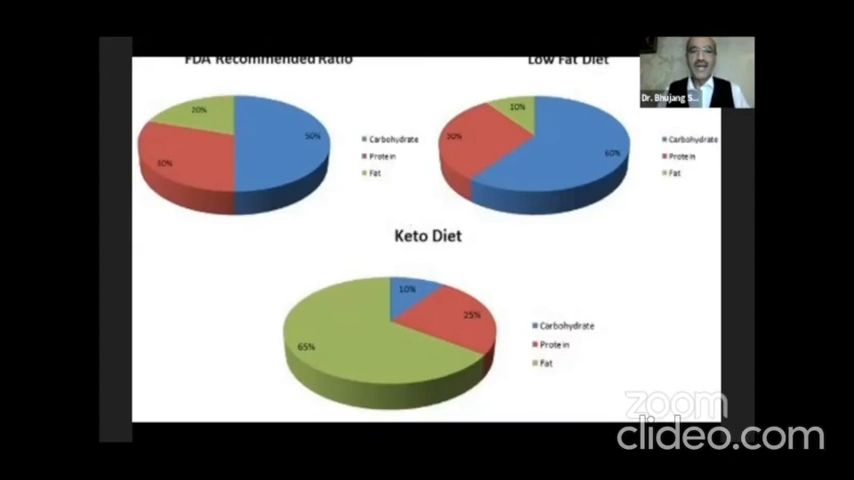 FDA Recommended Ratio
20%
50%
30%
Carbohydrate
Protein
Fat
Low Fat Diet
10%
30%
60%
Carbohydrate
Protein
Fat
Dr. Bhujang S...
Keto Diet
10%
25%
65%
Carbohydrate
Protein
Fat
zoom
clideo.com